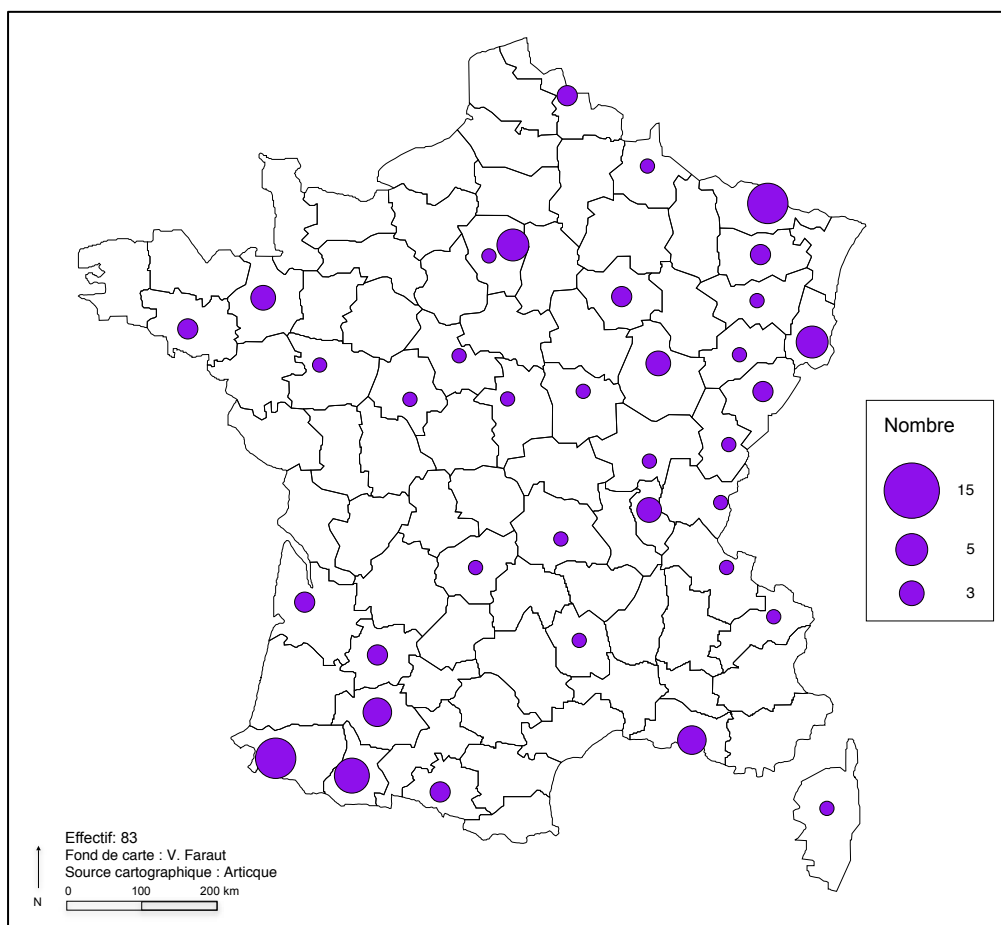 Nombre
15
5
3
Effectif: 83
Fond de carte : V. Faraut
Source cartographique : Articque
0 100 200 km
N